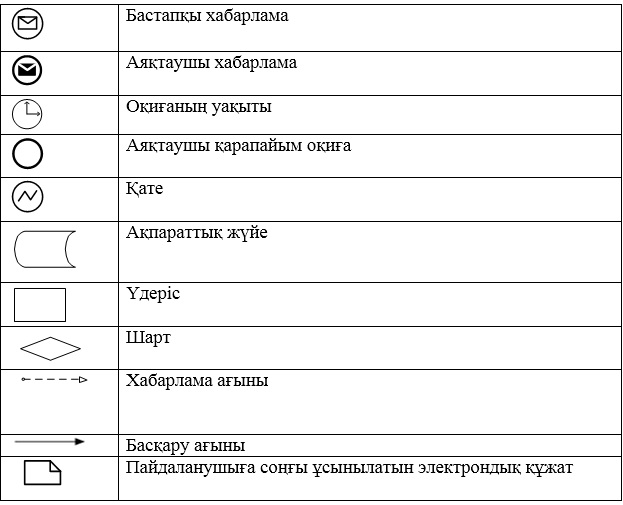 Бастапқы хабарлама
Аяқтаушы хабарлама
Оқиғаның уақыты
Аяқтаушы қарапайым оқиға
Қате
Ақпараттық жүйе
Үдеріс
Шарт
Хабарлама ағыны
Басқару ағыны
Пайдаланушыға соңғы ұсынылатын электрондық құжат